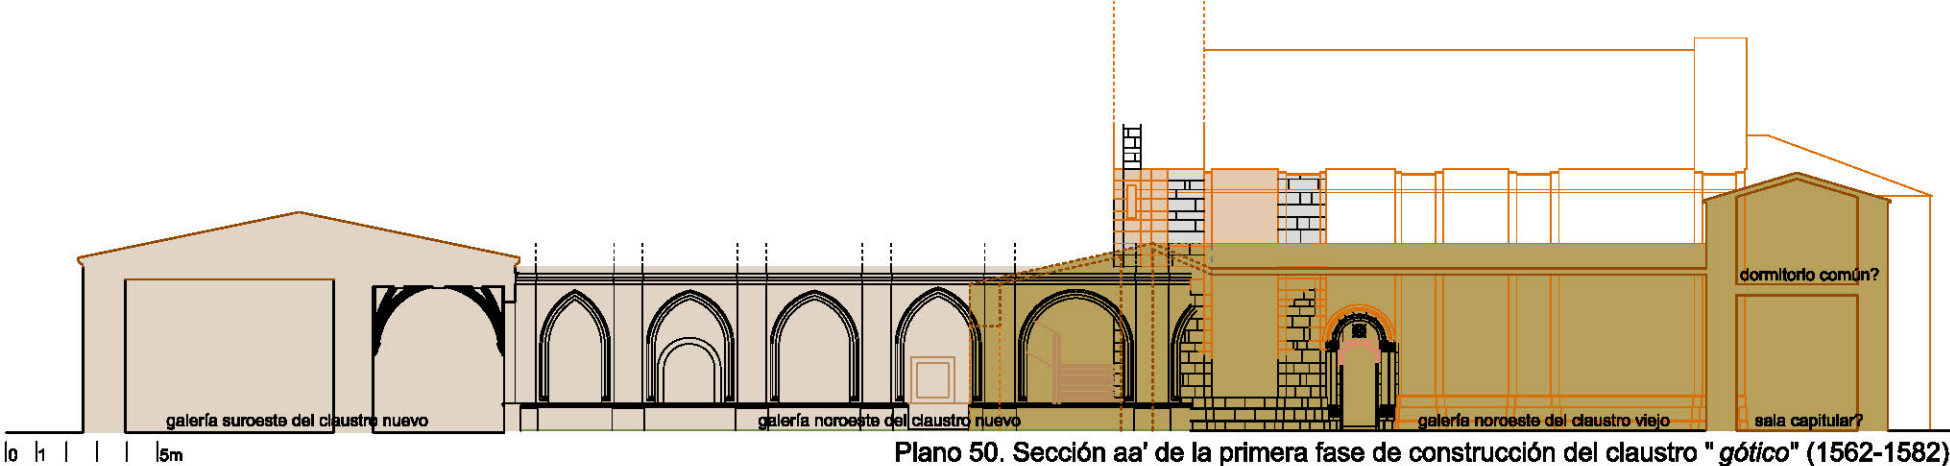 dormitorio común?
galería suroeste del claustro nuevo
galería noroeste del claustro nuevo
galería noroeste del claustro viejo
sala capitular?
0 1 5m
Plano 50. Sección aa' de la primera fase de construcción del claustro " gótico" (1562-1582)